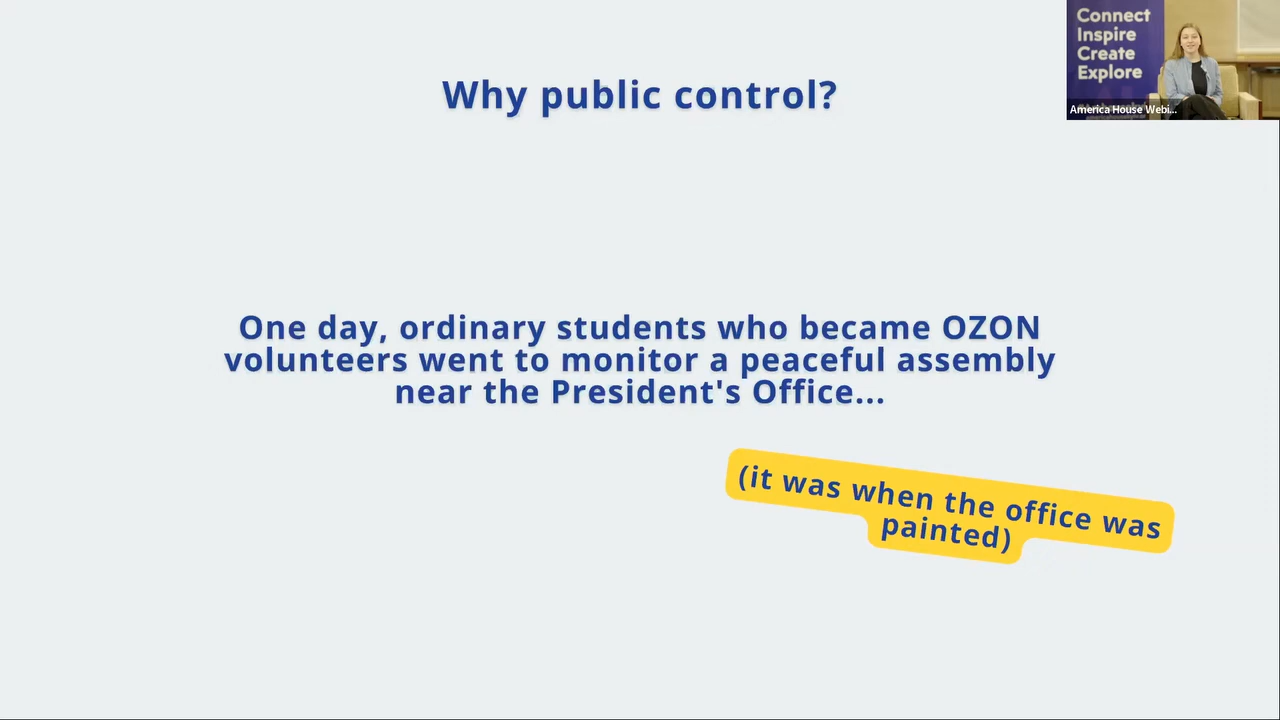 Why public control?
Connect
Inspire
Create
Explore
America House Webi...
One day, ordinary students who became OZON
volunteers went to monitor a peaceful assembly
near the President's Office...
(it was when the office was
painted)